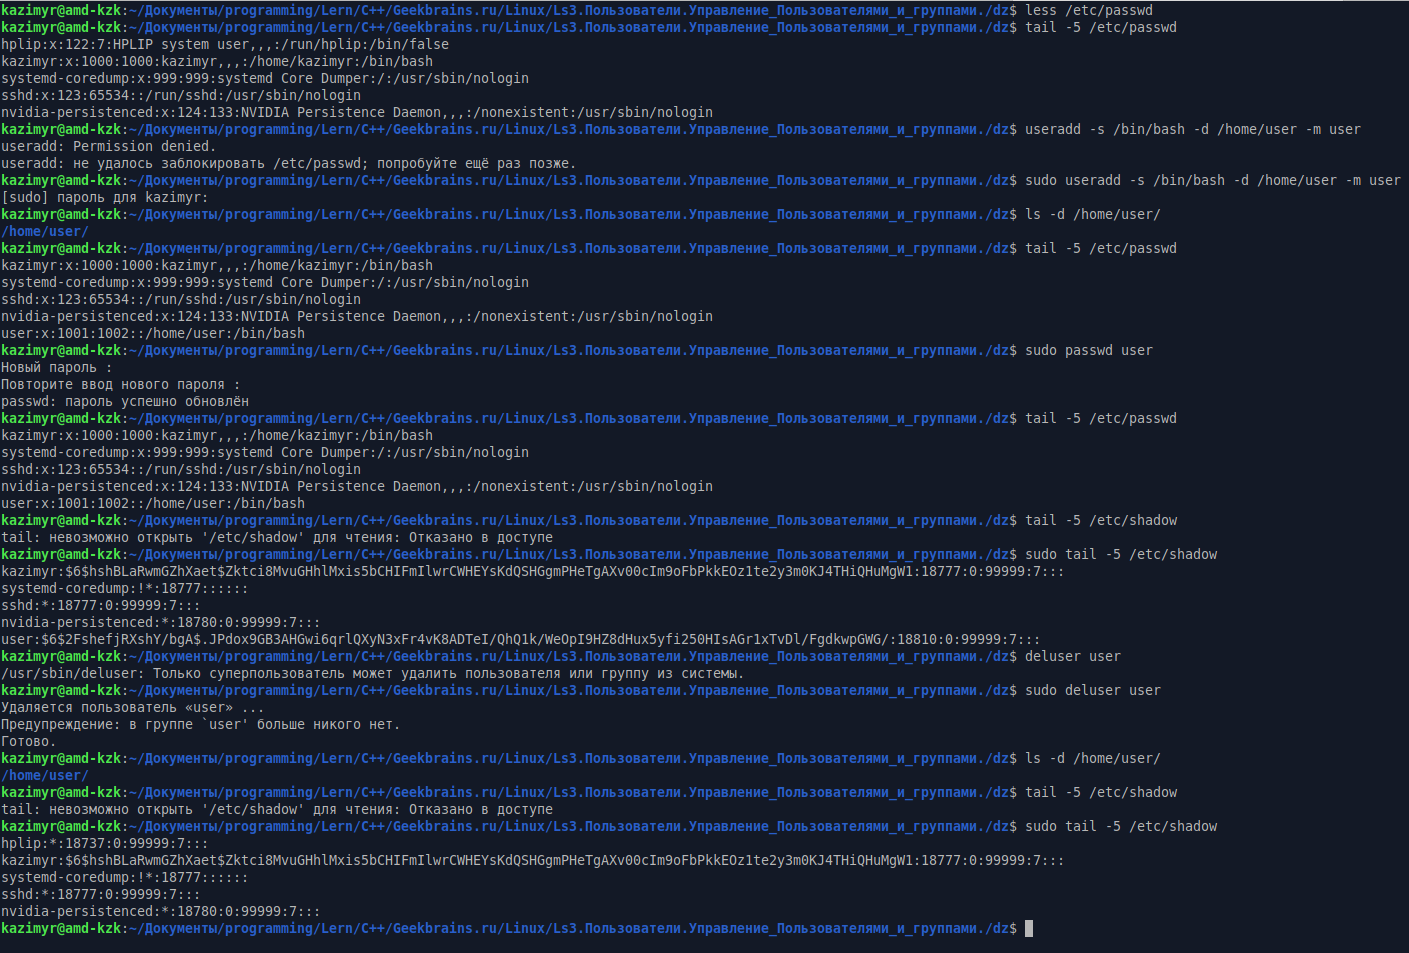 kazimyr@amd-kzk:~/Документы/programming/Lern/C++/Geekbrains.ru/Linux/Ls3.Пользователи.Управление_Пользователями_и_группами./dz$ less /etc/passwd
kazimyr@amd-kzk:~/Документы/programming/Lern/C++/Geekbrains.ru/Linux/Ls3.Пользователи.Управление_Пользователями_и_группами./dz$ tail -5 /etc/passwd
hplip:x:122:7:HPLIP system user,,,:/run/hplip:/bin/false
kazimyr:x:1000:1000:kazimyr,,,:/home/kazimyr:/bin/bash
systemd-coredump:x:999:999:systemd Core Dumper:/:/usr/sbin/nologin
sshd:x:123:65534::/run/sshd:/usr/sbin/nologin
nvidia-persistenced:x:124:133:NVIDIA Persistence Daemon,,,:/nonexistent:/usr/sbin/nologin
kazimyr@amd-kzk:~/Документы/programming/Lern/C++/Geekbrains.ru/Linux/Ls3.Пользователи.Управление_Пользователями_и_группами./dz$ useradd -s /bin/bash -d /home/user -m user
useradd: Permission denied.
useradd: не удалось заблокировать /etc/passwd; попробуйте ещё раз позже.
kazimyr@amd-kzk:~/Документы/programming/Lern/C++/Geekbrains.ru/Linux/Ls3.Пользователи.Управление_Пользователями_и_группами./dz$ sudo useradd -s /bin/bash -d /home/user -m user
[sudo] пароль для kazimyr:
kazimyr@amd-kzk:~/Документы/programming/Lern/C++/Geekbrains.ru/Linux/Ls3.Пользователи.Управление_Пользователями_и_группами./dz$ ls -d /home/user/
/home/user/
kazimyr@amd-kzk:~/Документы/programming/Lern/C++/Geekbrains.ru/Linux/Ls3.Пользователи.Управление_Пользователями_и_группами./dz$ tail -5 /etc/passwd
kazimyr:x:1000:1000:kazimyr,,,:/home/kazimyr:/bin/bash
systemd-coredump:x:999:999:systemd Core Dumper:/:/usr/sbin/nologin
sshd:x:123:65534::/run/sshd:/usr/sbin/nologin
nvidia-persistenced:x:124:133:NVIDIA Persistence Daemon,,,:/nonexistent:/usr/sbin/nologin
user:x:1001:1002::/home/user:/bin/bash
kazimyr@amd-kzk:~/Документы/programming/Lern/C++/Geekbrains.ru/Linux/Ls3.Пользователи.Управление_Пользователями_и_группами./dz$ sudo passwd user
Новый пароль :
Повторите ввод нового пароля :
passwd: пароль успешно обновлён
kazimyr@amd-kzk:~/Документы/programming/Lern/C++/Geekbrains.ru/Linux/Ls3.Пользователи.Управление_Пользователями_и_группами./dz$ tail -5 /etc/passwd
kazimyr:x:1000:1000:kazimyr,,,:/home/kazimyr:/bin/bash
systemd-coredump:x:999:999:systemd Core Dumper:/:/usr/sbin/nologin
sshd:x:123:65534::/run/sshd:/usr/sbin/nologin
nvidia-persistenced:x:124:133:NVIDIA Persistence Daemon,,,:/nonexistent:/usr/sbin/nologin
user:x:1001:1002::/home/user:/bin/bash
kazimyr@amd-kzk:~/Документы/programming/Lern/C++/Geekbrains.ru/Linux/Ls3.Пользователи.Управление_Пользователями_и_группами./dz$ tail -5 /etc/shadow
tail: невозможно открыть '/etc/shadow' для чтения: Отказано в доступе
kazimyr@amd-kzk:~/Документы/programming/Lern/C++/Geekbrains.ru/Linux/Ls3.Пользователи.Управление_Пользователями_и_группами./dz$ sudo tail -5 /etc/shadow
kazimyr:$6$hshBLaRwmGZhXaet$Zktci8MvuGHhlMxis5bCHIFmIlwrCWHEYsKdQSHGgmPHeTgAXv00cIm9oFbPkkEOz1te2y3m0KJ4THiQHuMgW1:18777:0:99999:7:::
systemd-coredump:!*:18777::::::
sshd:*:18777:0:99999:7:::
nvidia-persistenced:*:18780:0:99999:7:::
user:$6$2FshefjRXshY/bgA$.JPdox9GB3AHGwi6qrlQXyN3xFr4vK8ADTeI/QhQ1k/WeOpI9HZ8dHux5yfi250HIsAGr1xTvDl/FgdkwpGWG/:18810:0:99999:7:::
kazimyr@amd-kzk:~/Документы/programming/Lern/C++/Geekbrains.ru/Linux/Ls3.Пользователи.Управление_Пользователями_и_группами./dz$ deluser user
/usr/sbin/deluser: Только суперпользователь может удалить пользователя или группу из системы.
kazimyr@amd-kzk:~/Документы/programming/Lern/C++/Geekbrains.ru/Linux/Ls3.Пользователи.Управление_Пользователями_и_группами./dz$ sudo deluser user
Удаляется пользователь «user» ...
Предупреждение: в группе `user' больше никого нет.
Готово.
kazimyr@amd-kzk:~/Документы/programming/Lern/C++/Geekbrains.ru/Linux/Ls3.Пользователи.Управление_Пользователями_и_группами./dz$ ls -d /home/user/
/home/user/
kazimyr@amd-kzk:~/Документы/programming/Lern/C++/Geekbrains.ru/Linux/Ls3.Пользователи.Управление_Пользователями_и_группами./dz$ tail -5 /etc/shadow
tail: невозможно открыть '/etc/shadow' для чтения: Отказано в доступе
kazimyr@amd-kzk:~/Документы/programming/Lern/C++/Geekbrains.ru/Linux/Ls3.Пользователи.Управление_Пользователями_и_группами./dz$ sudo tail -5 /etc/shadow
hplip:*:18737:0:99999:7:::
kazimyr:$6$hshBLaRwmGZhXaet$Zktci8MvuGHhlMxis5bCHIFmIlwrCWHEYsKdQSHGgmPHeTgAXv00cIm9oFbPkkEOz1te2y3m0KJ4THiQHuMgW1:18777:0:99999:7:::
systemd-coredump:!*:18777::::::
sshd:*:18777:0:99999:7:::
nvidia-persistenced:*:18780:0:99999:7:::
kazimyr@amd-kzk:~/Документы/programming/Lern/C++/Geekbrains.ru/Linux/Ls3.Пользователи.Управление_Пользователями_и_группами./dz$